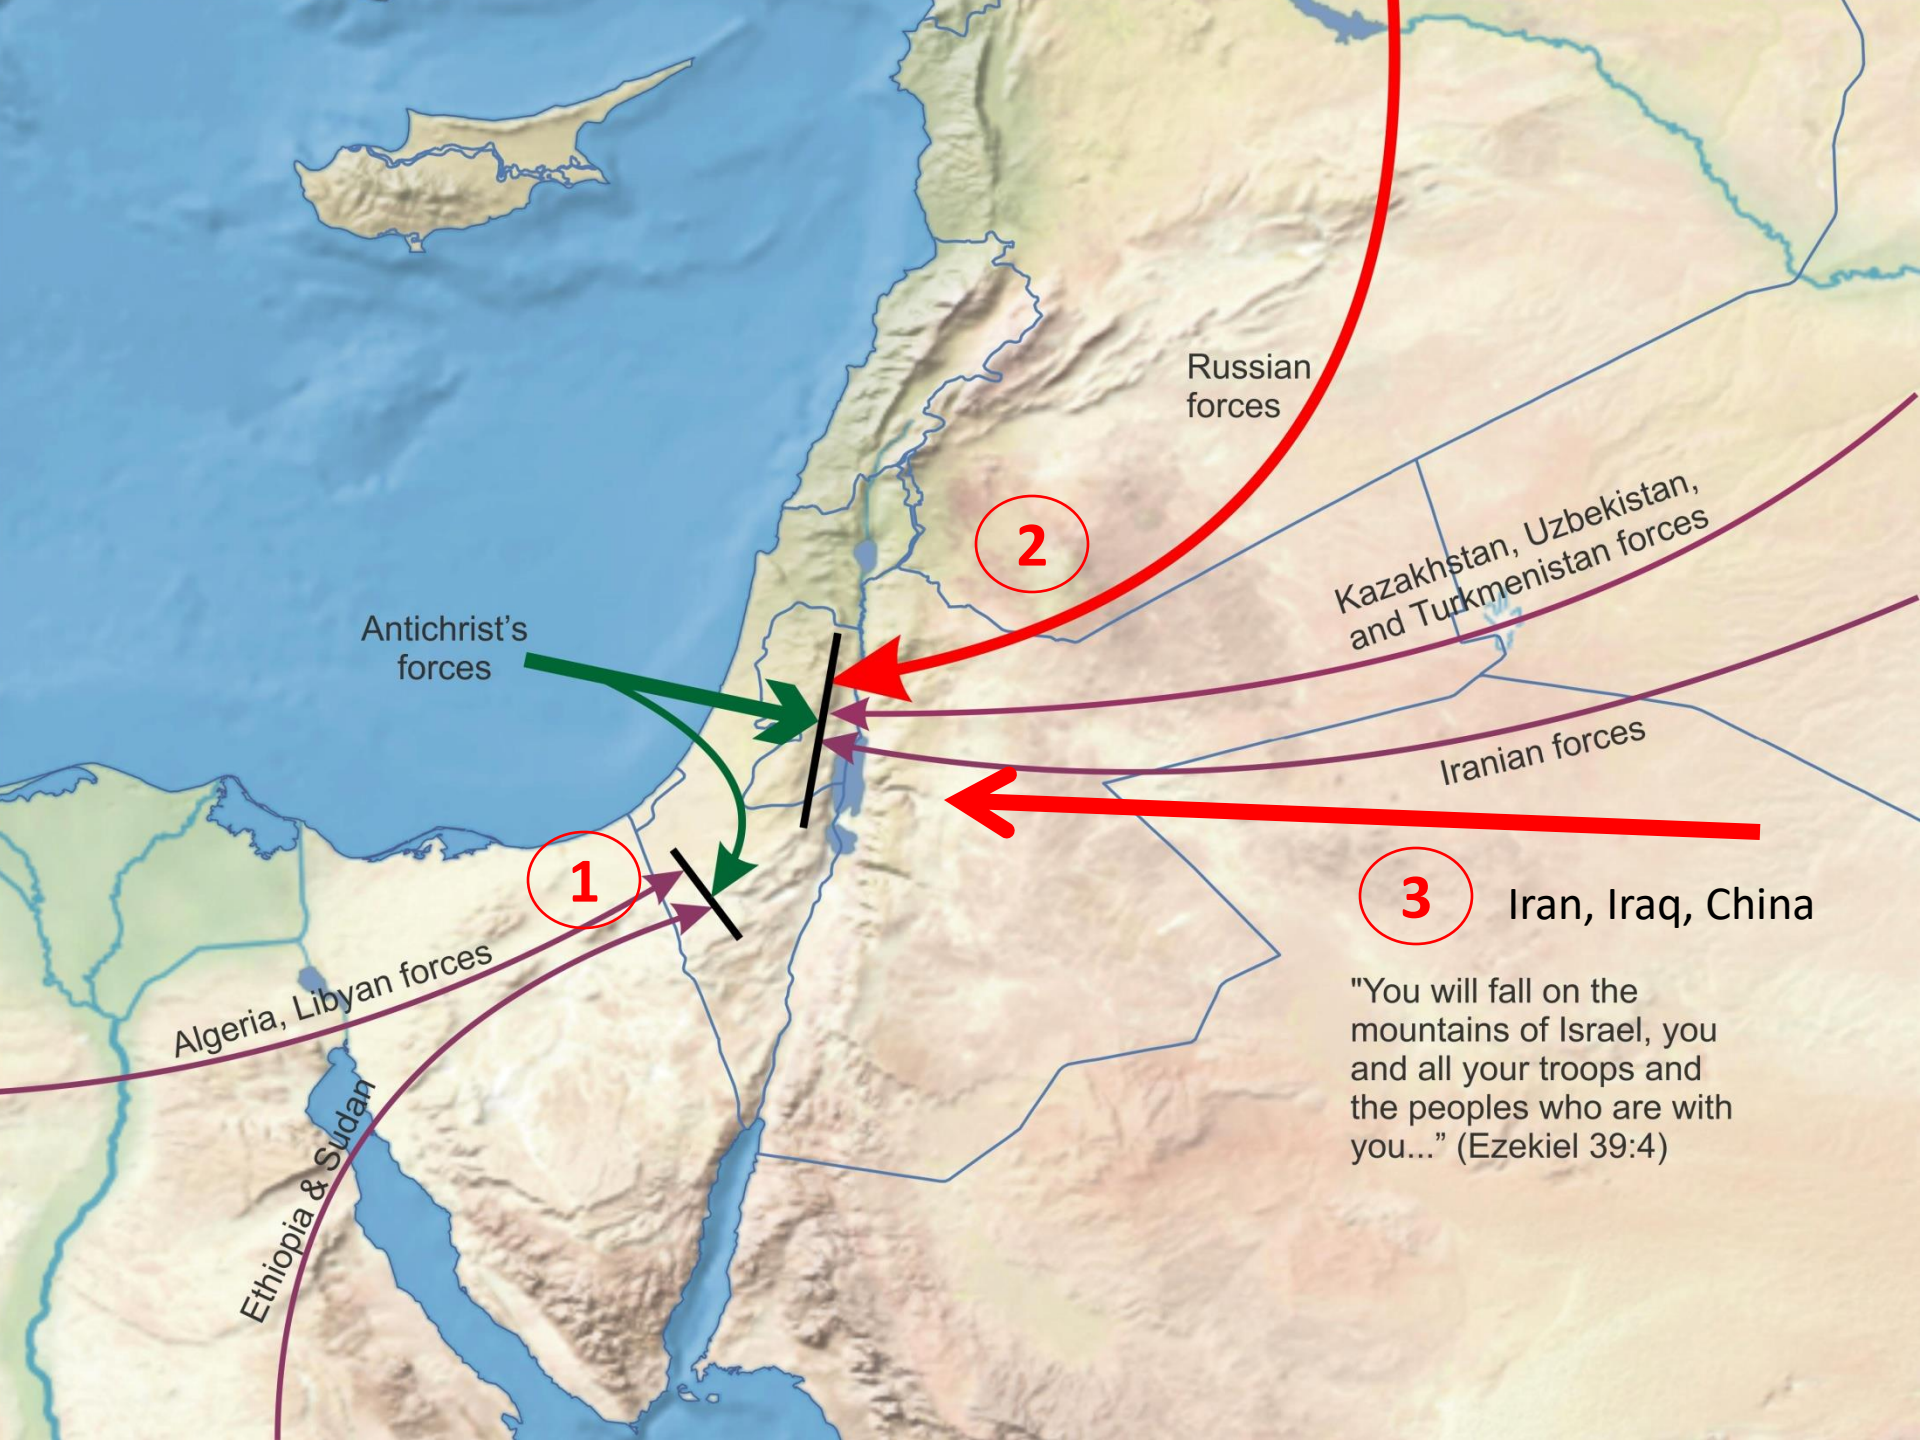 Russian
forces
Kazakhstan, Uzbekistan,
and Turkmenistan forces
2
Antichrist's
forces
Iranian forces
1
3
Iran, Iraq, China
Algeria, Libyan forces
"You will fall on the
mountains of Israel, you
and all your troops and
the peoples who are with
you...” (Ezekiel 39:4)
Ethiopia & Sudan